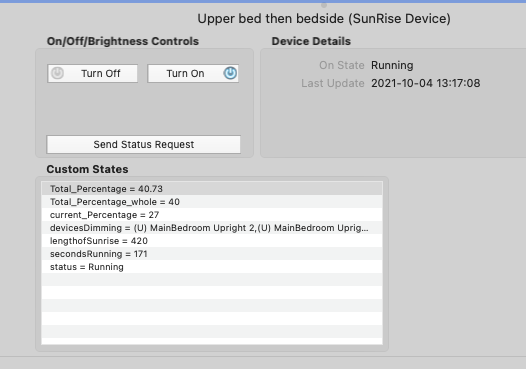 Upper bed then bedside (SunRise Device)
On/Off/Brightness Controls
Turn Off
Turn On
Send Status Request
Device Details
On State Running
Last Update 2021-10-04 13:17:08
Custom States
Total_Percentage = 40.73
Total_Percentage_whole = 40
current_Percentage = 27
devicesDimming = (U) MainBedroom Upright 2,(U) MainBedroom Uprig...
lengthofSunrise = 420
secondsRunning = 171
status = Running